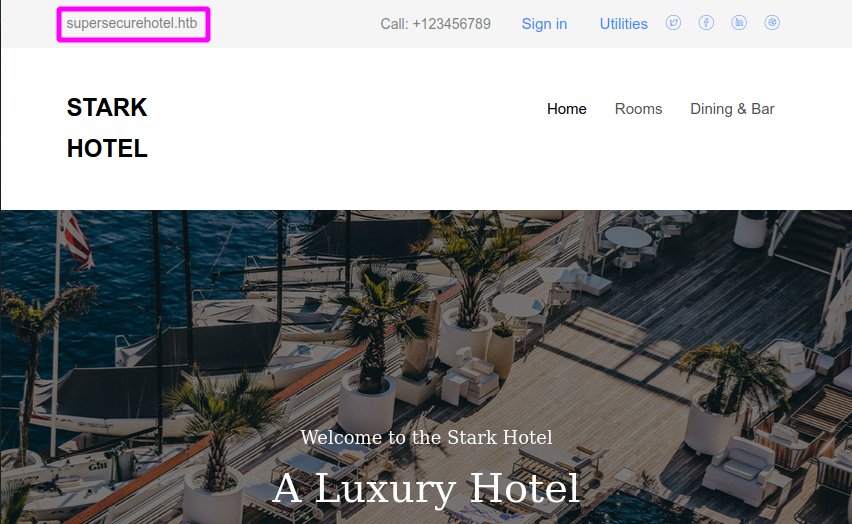 supersecurehotel.htb Call: +123456789 Sign in Utilities
STARK
HOTEL
Home Rooms Dining & Bar
Welcome to the Stark Hotel
A Luxury Hotel